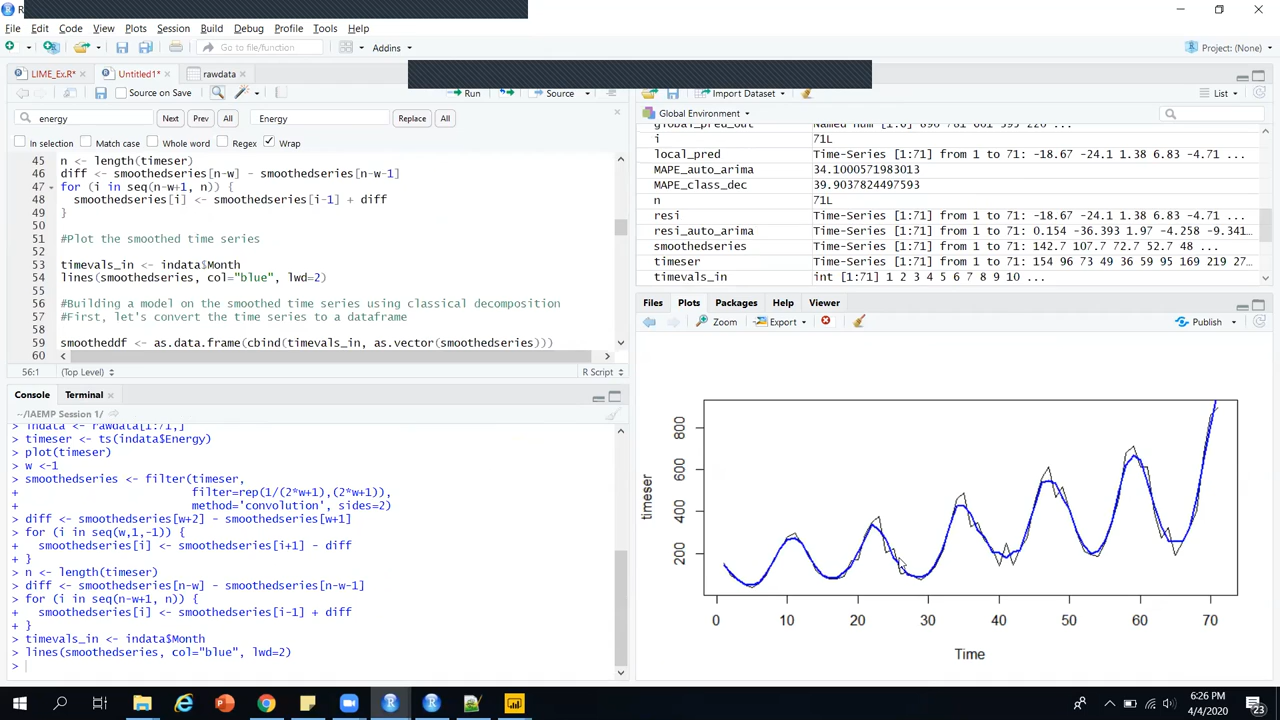 R
File Edit Code View Plots Session Build Debug Profile Tools Help
Go to file/function Addins Project: (None)
LIME_Ex.R* Untitled1* rawdata
Source on Save Run Source
energy Next Prev All Energy Replace All
In selection Match case Whole word Regex Wrap
45 n <- length(timeser)
46 diff <- smoothedseries[n-w] - smoothedseries[n-w-1]
47 for (i in seq(n-w+1, n)) {
48 smoothedseries[i] <- smoothedseries[i-1] + diff
49 }
50
51 #Plot the smoothed time series
52
53 timevals_in <- indata$Month
54 lines(smoothedseries, col="blue", lwd=2)
55
56 #Building a model on the smoothed time series using classical decomposition
57 #First, let's convert the time series to a dataframe
58
59 smootheddf <- as.data.frame(cbind(timevals_in, as.vector(smoothedseries)))
60
56:1 (Top Level) R Script
Console Terminal
~/IAEMP Session 1/
> indata <- rawdata[1:71,]
> timeser <- ts(indata$Energy)
> plot(timeser)
> w <-1
> smoothedseries <- filter(timeser,
+ filter=rep(1/(2*w+1),(2*w+1)),
+ method='convolution', sides=2)
> diff <- smoothedseries[w+2] - smoothedseries[w+1]
> for (i in seq(w,1,-1)) {
+ smoothedseries[i] <- smoothedseries[i+1] - diff
+ }
> n <- length(timeser)
> diff <- smoothedseries[n-w] - smoothedseries[n-w-1]
> for (i in seq(n-w+1, n)) {
+ smoothedseries[i] <- smoothedseries[i-1] + diff
+ }
> timevals_in <- indata$Month
> lines(smoothedseries, col="blue", lwd=2)
>
Import Dataset List
Global Environment
global_pred_out Named num [1:6]
i 71L
local_pred Time-Series [1:71] from 1 to 71: -18.67 -24.1 1.38 6.83 -4.71 ...
MAPE_auto_arima 34.1000571983013
MAPE_class_dec 39.9037824497593
n 71L
resi Time-Series [1:71] from 1 to 71: -18.67 -24.1 1.38 6.83 -4.71 ...
resi_auto_arima Time-Series [1:71] from 1 to 71: 0.154 -36.393 1.97 -4.258 -9.341...
smoothedseries Time-Series [1:71] from 1 to 71: 142.7 107.7 72.7 52.7 48 ...
timeser Time-Series [1:71] from 1 to 71: 154 96 73 49 36 59 95 169 219 27...
timevals_in int [1:71] 1 2 3 4 5 6 7 8 9 10 ...
Files Plots Packages Help Viewer
Zoom Export Publish
timeser
800
600
400
200
0 10 20 30 40 50 60 70
Time
6:26 PM
4/4/2020
23